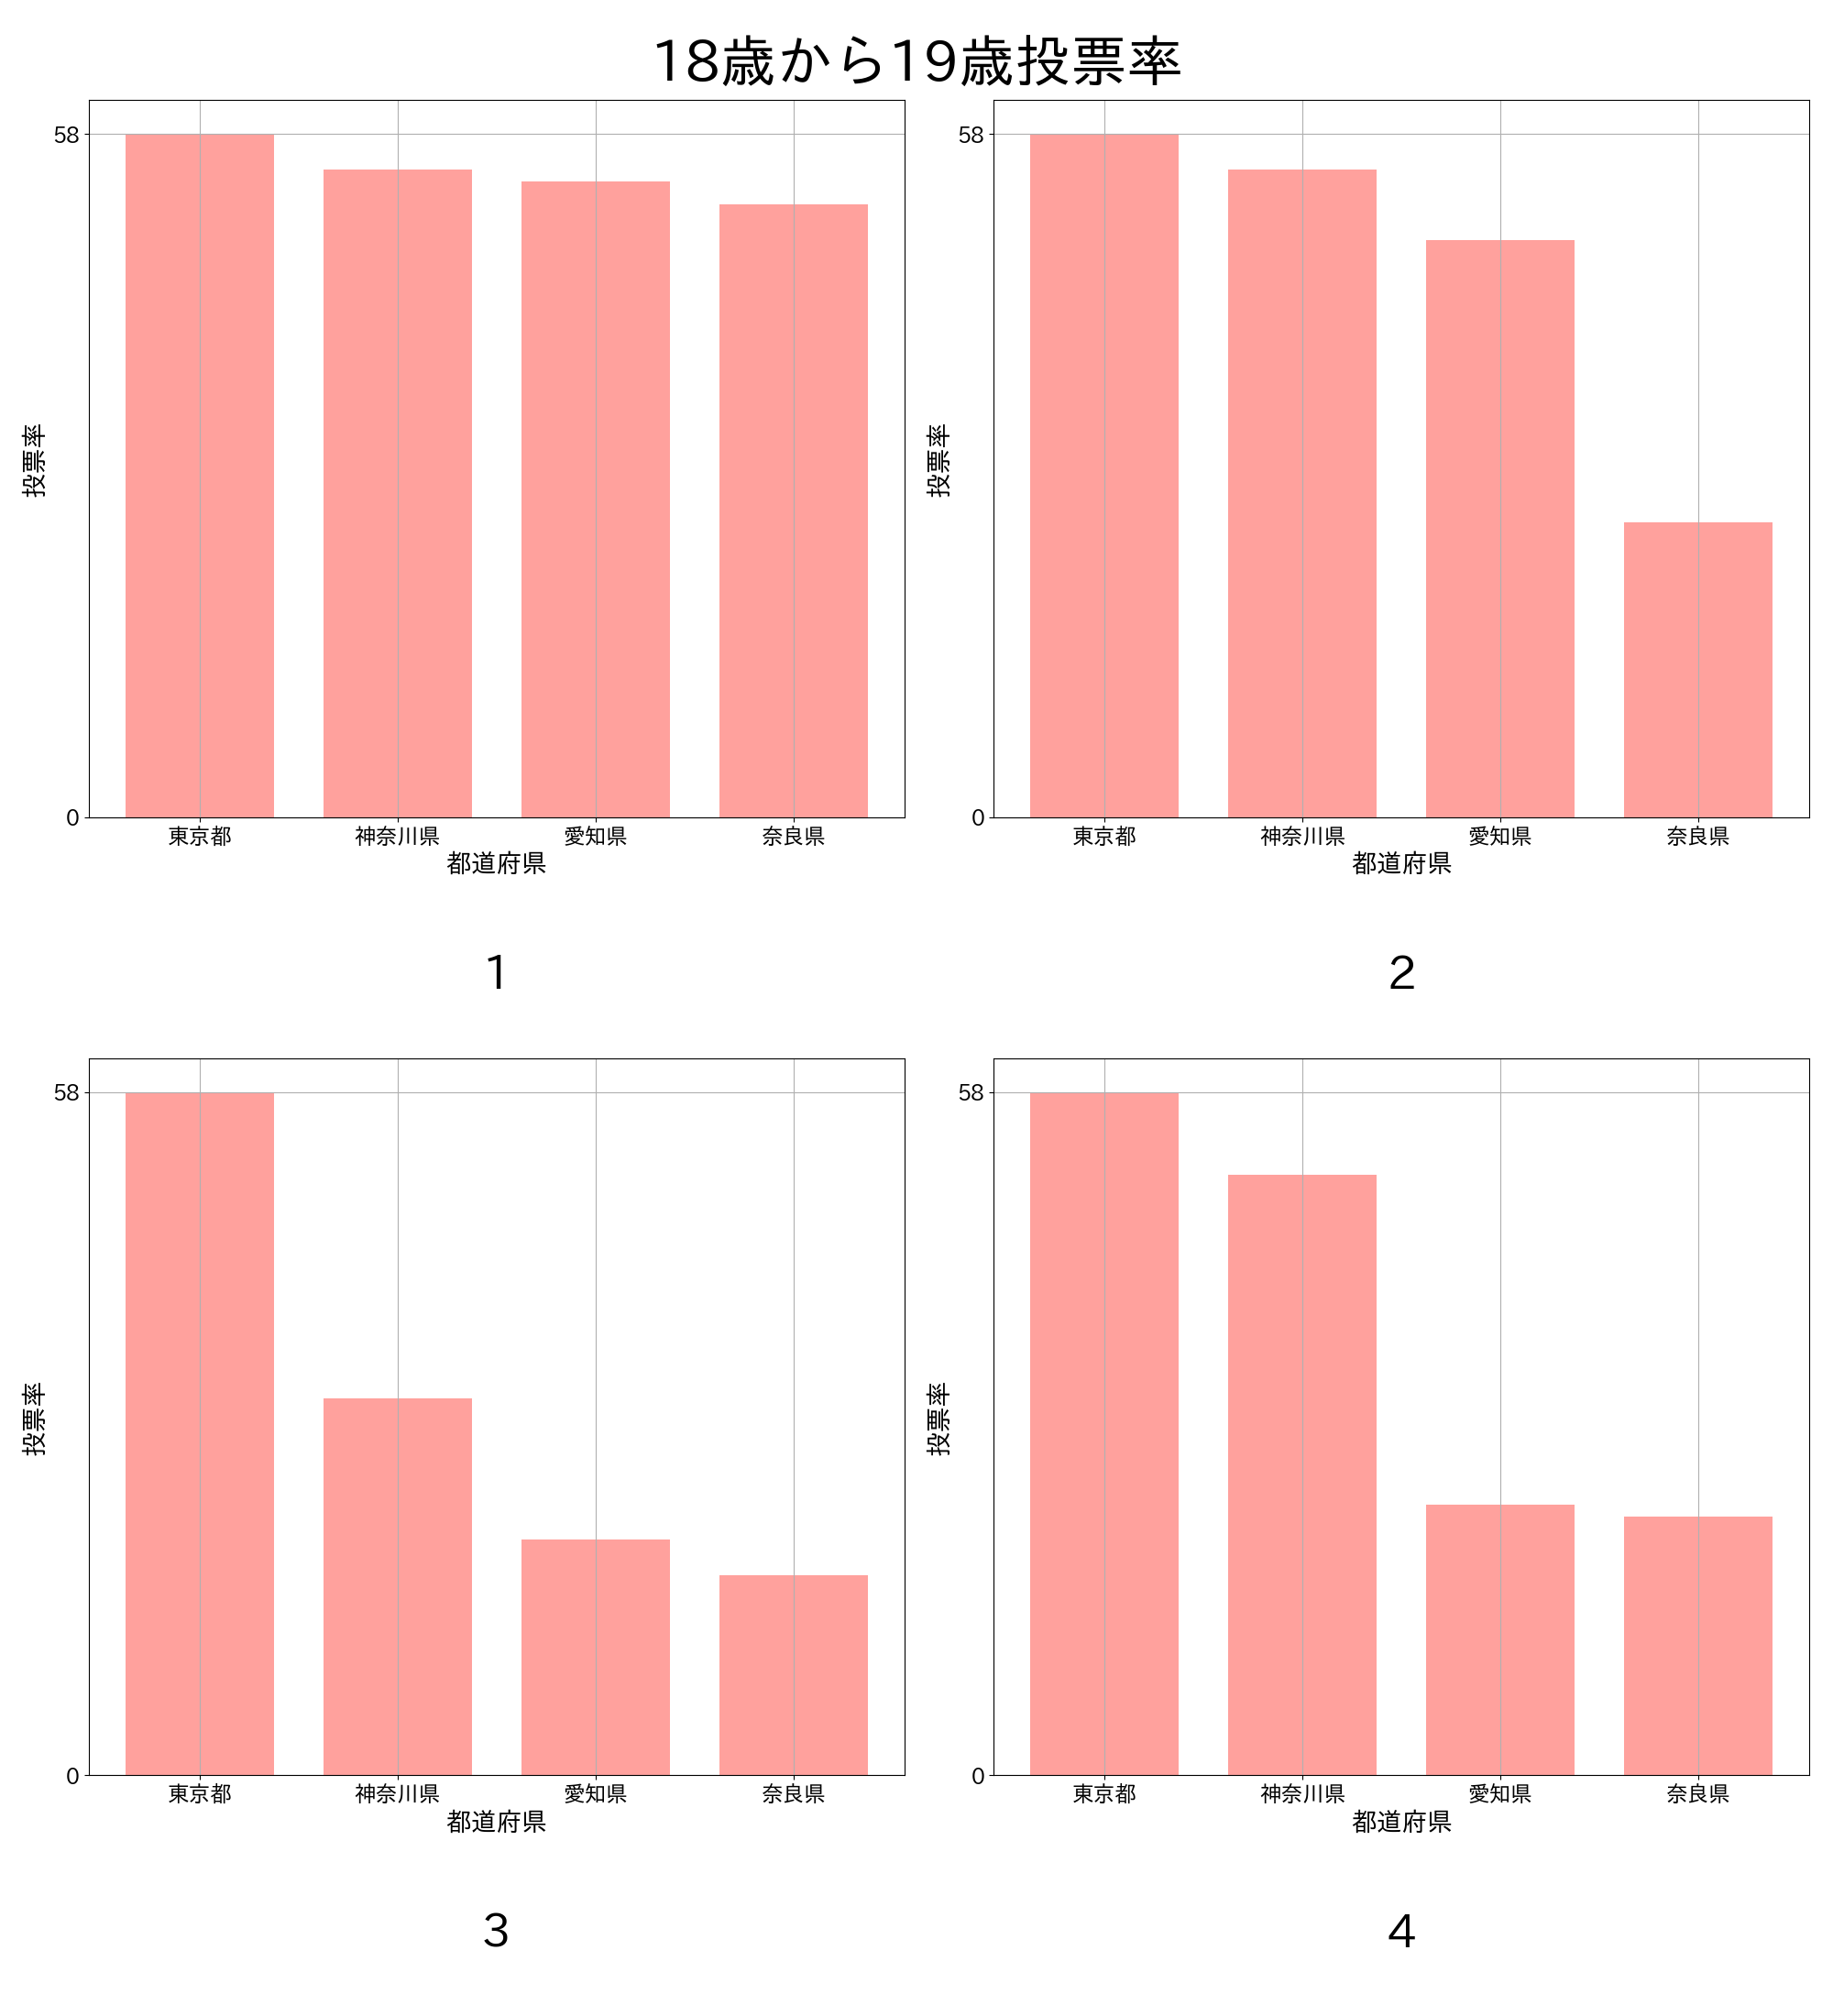 18歳から19歳投票率
58
0
投票率
東京都 神奈川県 愛知県 奈良県
都道府県
1
58
0
投票率
東京都 神奈川県 愛知県 奈良県
都道府県
2
58
0
投票率
東京都 神奈川県 愛知県 奈良県
都道府県
3
58
0
投票率
東京都 神奈川県 愛知県 奈良県
都道府県
4